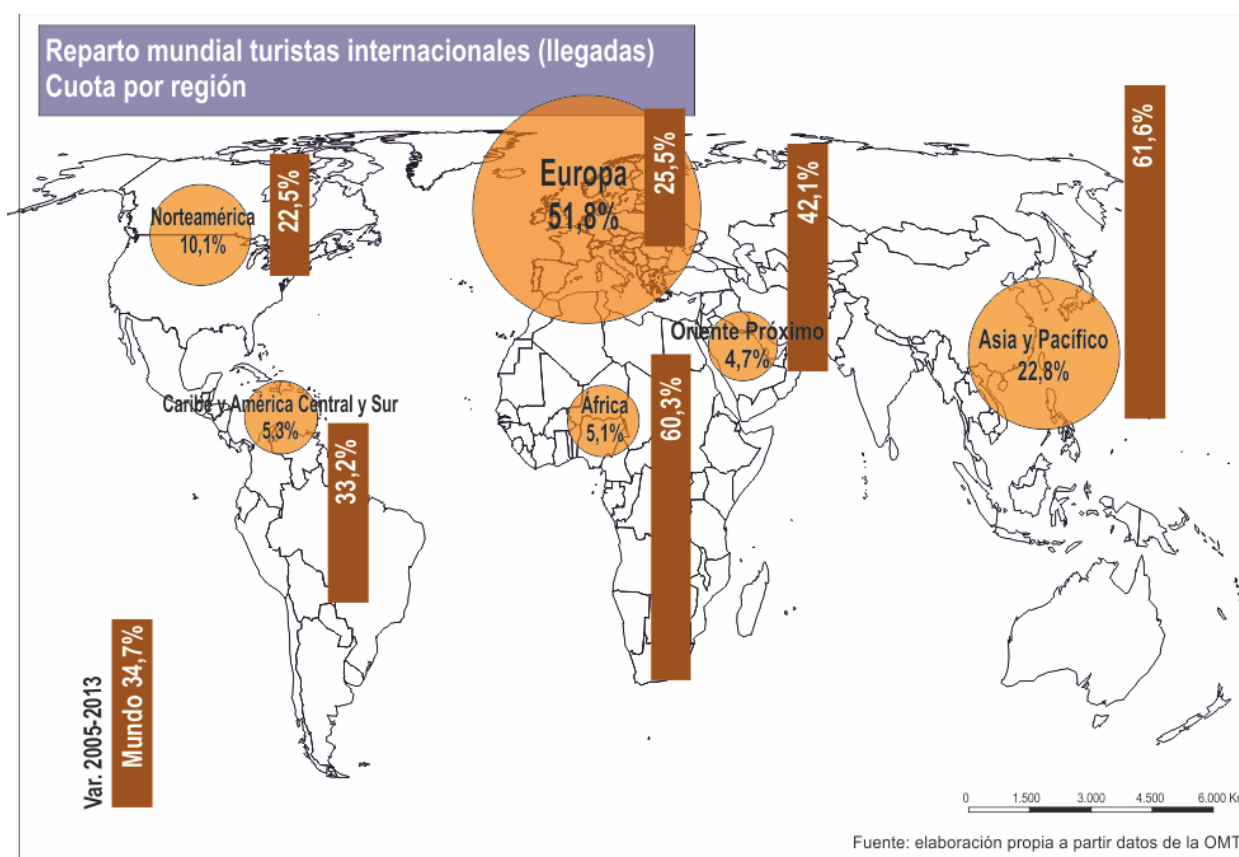 Reparto mundial turistas internacionales (llegadas)
Cuota por región
Norteamérica
10,1%
22,5%
Europa
51,8%
25,5%
42,1%
61,6%
Oriente Próximo
4,7%
Asia y Pacífico
22,8%
Caribe y América Central y Sur
5,3%
33,2%
África
5,1%
60,3%
Var. 2005-2013
Mundo 34,7%
0 1.500 3.000 4.500 6.000 Km
Fuente: elaboración propia a partir datos de la OMT